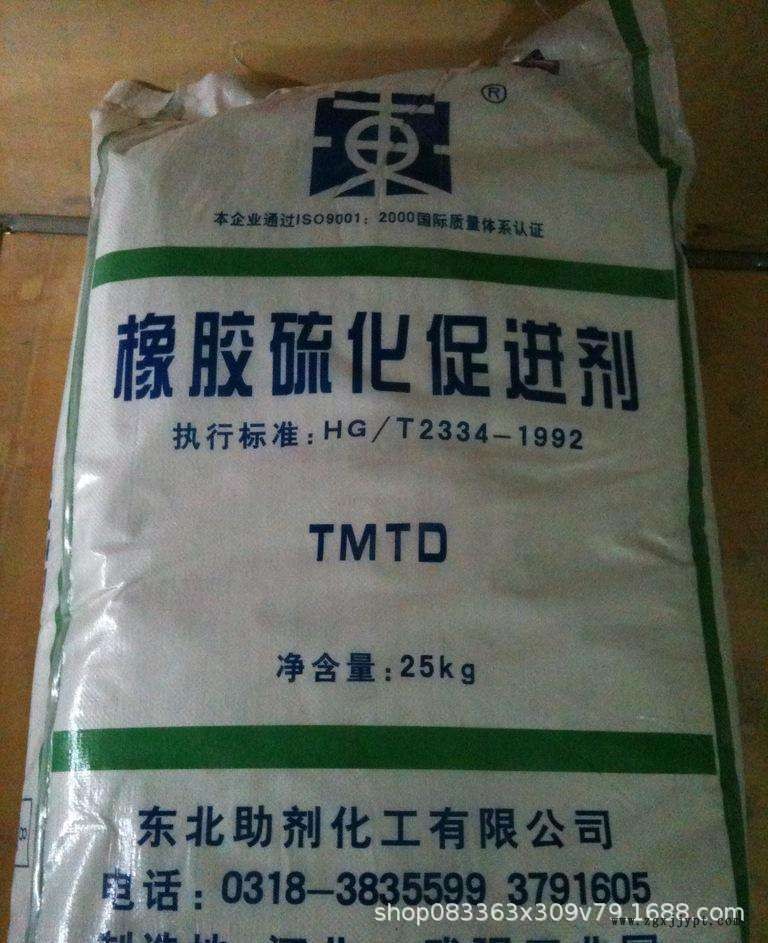 ®
本企业通过ISO9001：2000国际质量体系认证
橡胶硫化促进剂
执行标准：HG/T2334-1992
TMTD
净含量：25kg
东北助剂化工有限公司
电话：0318-3835599 3791605
shop083363x309v79.1688.com
www.zgxjjypt.com